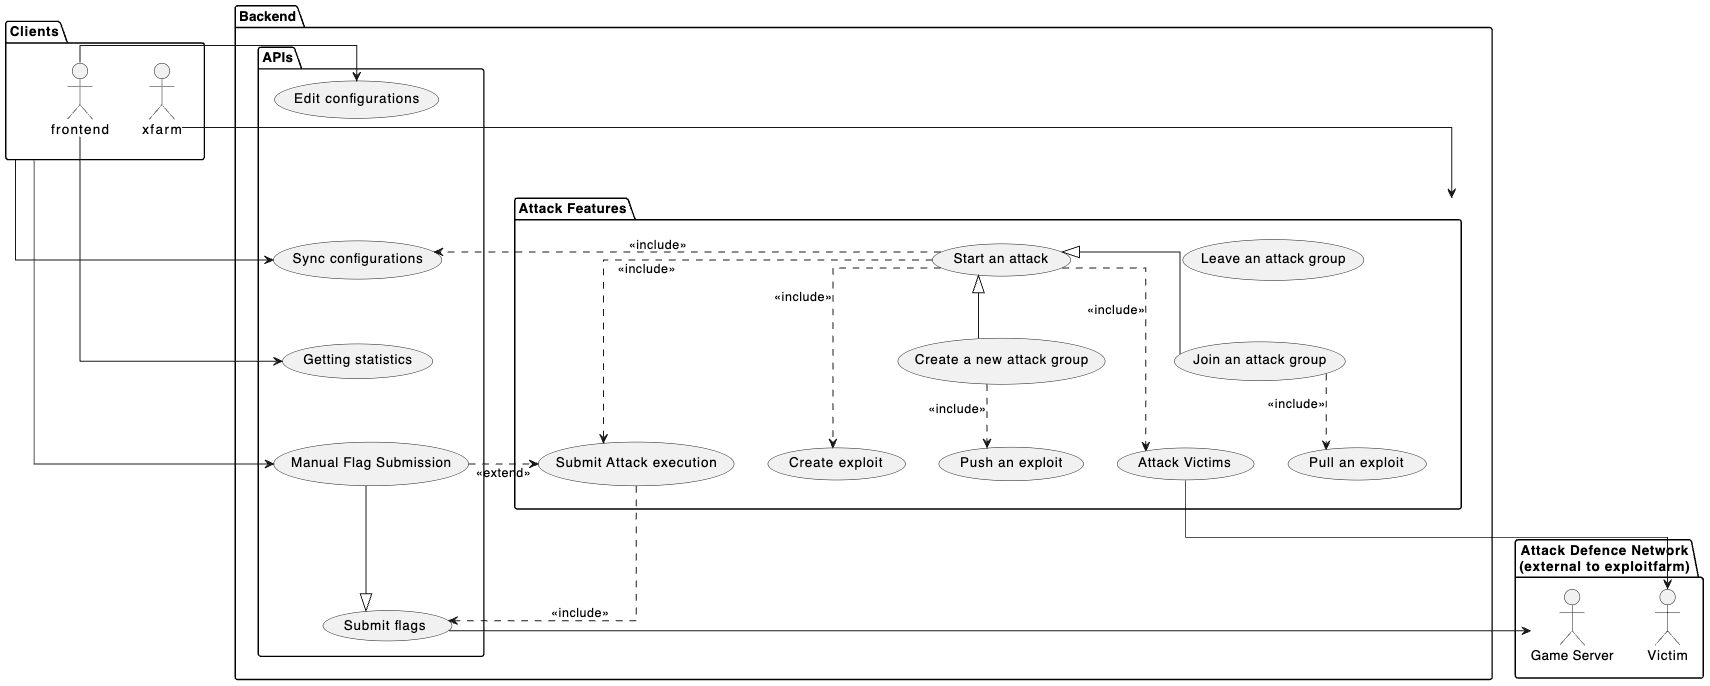 Backend
Clients
APIs
Edit configurations
frontend
xfarm
Attack Features
«include»
Sync configurations
«include»
Start an attack
Leave an attack group
«include»
«include»
Getting statistics
Create a new attack group
Join an attack group
«include»
«include»
Manual Flag Submission
«extend»
Submit Attack execution
Create exploit
Push an exploit
Attack Victims
Pull an exploit
Attack Defence Network
(external to exploitfarm)
«include»
Submit flags
Game Server
Victim